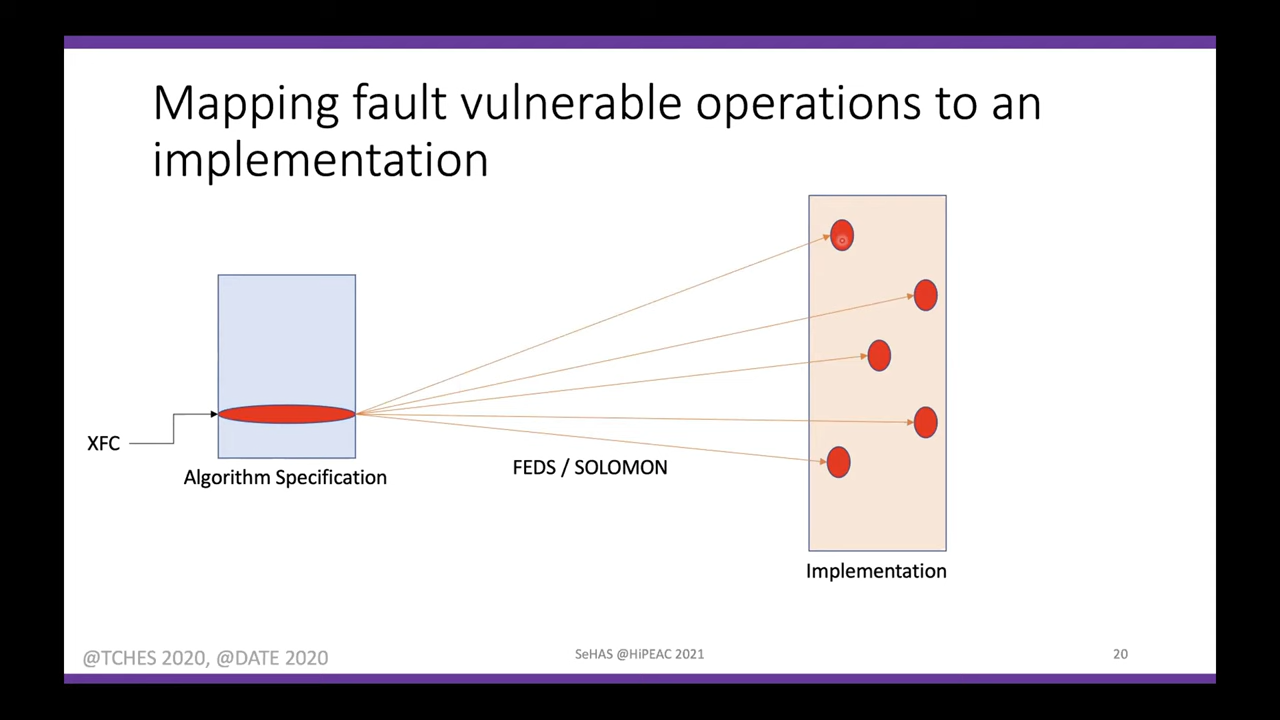 Mapping fault vulnerable operations to an
implementation
XFC
Algorithm Specification
FEDS / SOLOMON
Implementation
@TCHES 2020, @DATE 2020
SeHAS @HiPEAC 2021
20